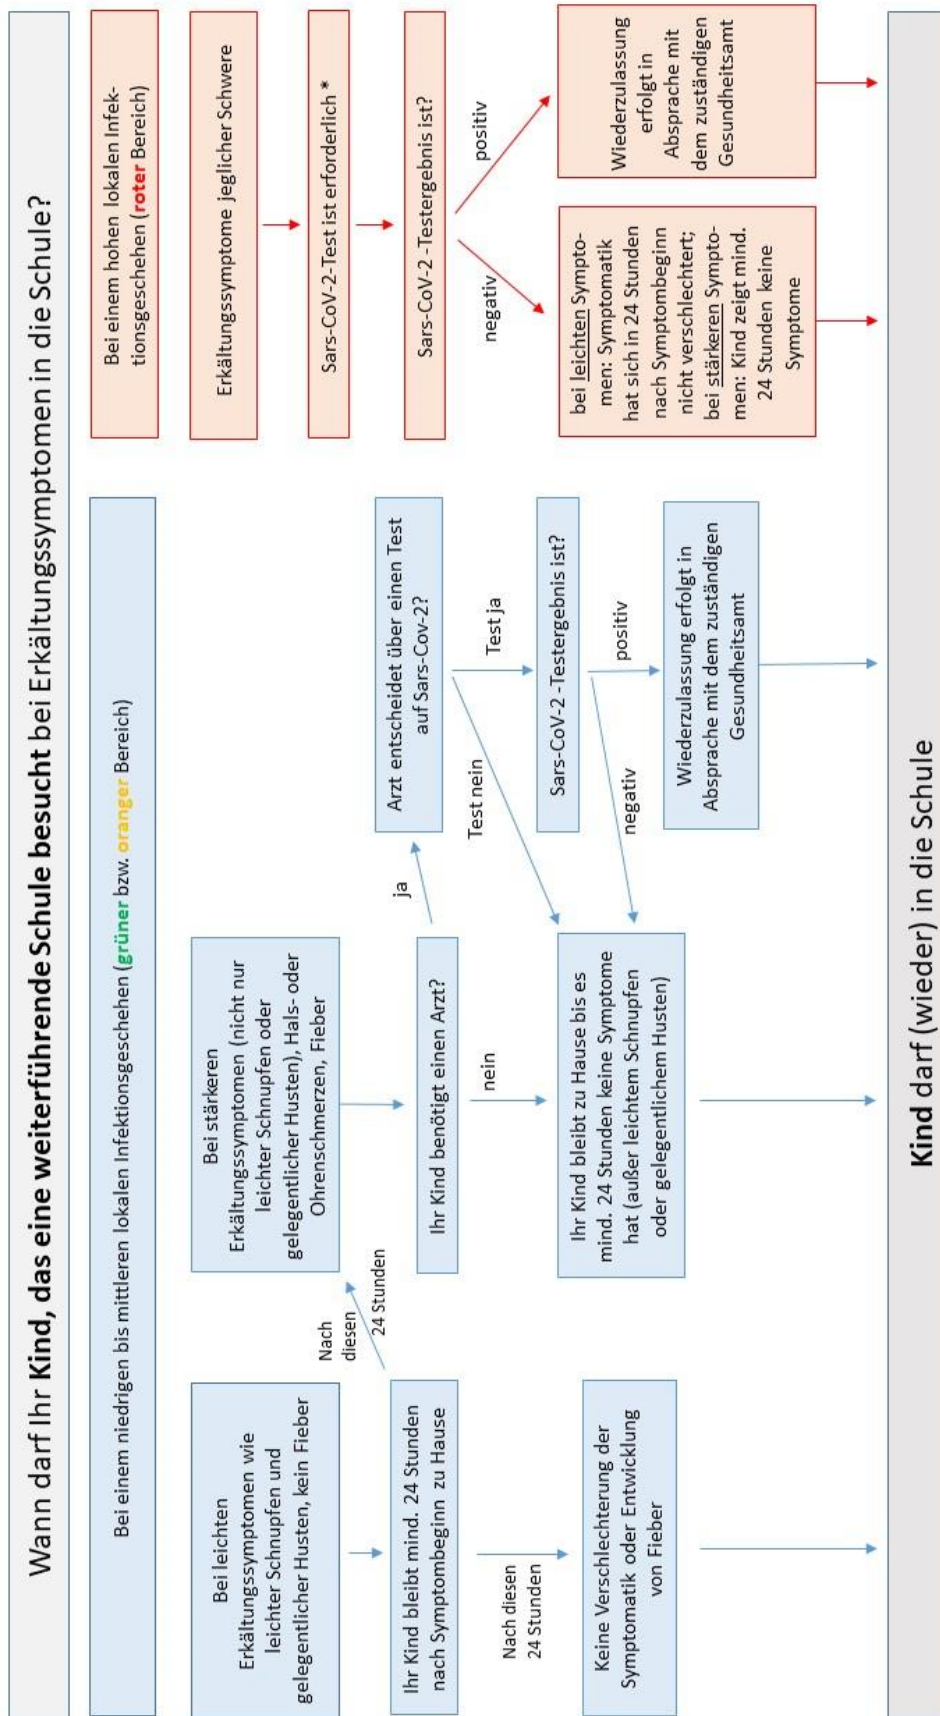 Wann darf Ihr Kind, das eine weiterführende Schule besucht bei Erkältungssymptomen in die Schule?
Bei einem niedrigen bis mittleren lokalen Infektionsgeschehen (grüner bzw. oranger Bereich)
Bei leichten
Erkältungssymptomen wie
leichter Schnupfen und
gelegentlicher Husten, kein Fieber
Ihr Kind bleibt mind. 24 Stunden
nach Symptombeginn zu Hause
Nach diesen
24 Stunden
Keine Verschlechterung der
Symptomatik oder Entwicklung
von Fieber
Nach
diesen
24 Stunden
Bei stärkeren
Erkältungssymptomen (nicht nur
leichter Schnupfen oder
gelegentlicher Husten), Hals- oder
Ohrenschmerzen, Fieber
Ihr Kind benötigt einen Arzt?
nein
ja
Ihr Kind bleibt zu Hause bis es
mind. 24 Stunden keine Symptome
hat (außer leichtem Schnupfen
oder gelegentlichem Husten)
Arzt entscheidet über einen Test
auf Sars-Cov-2?
Test nein
Test ja
Sars-CoV-2 -Testergebnis ist?
negativ
positiv
Wiederzulassung erfolgt in
Absprache mit dem zuständigen
Gesundheitsamt
Bei einem hohen lokalen Infek-
tionsgeschehen (roter Bereich)
Erkältungssymptome jeglicher Schwere
Sars-CoV-2-Test ist erforderlich *
Sars-CoV-2 -Testergebnis ist?
negativ
positiv
bei leichten Sympto-
men: Symptomatik
hat sich in 24 Stunden
nach Symptombeginn
nicht verschlechtert;
bei stärkeren Sympto-
men: Kind zeigt mind.
24 Stunden keine
Symptome
Wiederzulassung
erfolgt in
Absprache mit
dem zuständigen
Gesundheitsamt
Kind darf (wieder) in die Schule